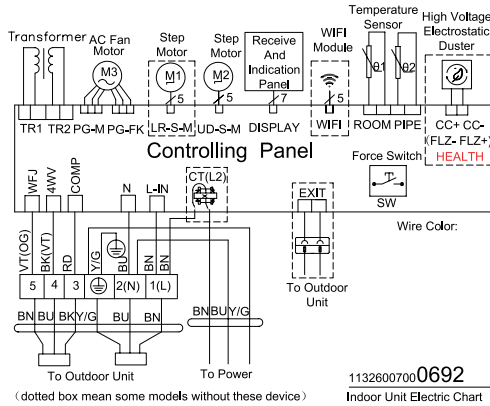 Transformer
AC Fan
Motor
Step
Motor
Step
Motor
Receive
And
Indication
Panel
WIFI
Module
Temperature
Sensor
High Voltage
Electrostatic
Duster
M3
M1
M2
θ1
θ2
5
5
7
5
TR1 TR2 PG-M PG-FK LR-S-M UD-S-M DISPLAY WIFI ROOM PIPE CC+ CC-
(FLZ- FLZ+)
HEALTH
Controlling Panel
Force Switch
SW
WFJ
4WV
COMP
N
L-IN
CT(L2)
EXIT
Wire Color:
VT(OG)
BK(VT)
RD
Y/G
BU
BN
BN
5 4 3 2(N) 1(L)
BN BU BK Y/G BU BN
BN BU Y/G
To Outdoor
Unit
To Outdoor Unit
To Power
1132600700 0692
(dotted box mean some models without these device)
Indoor Unit Electric Chart